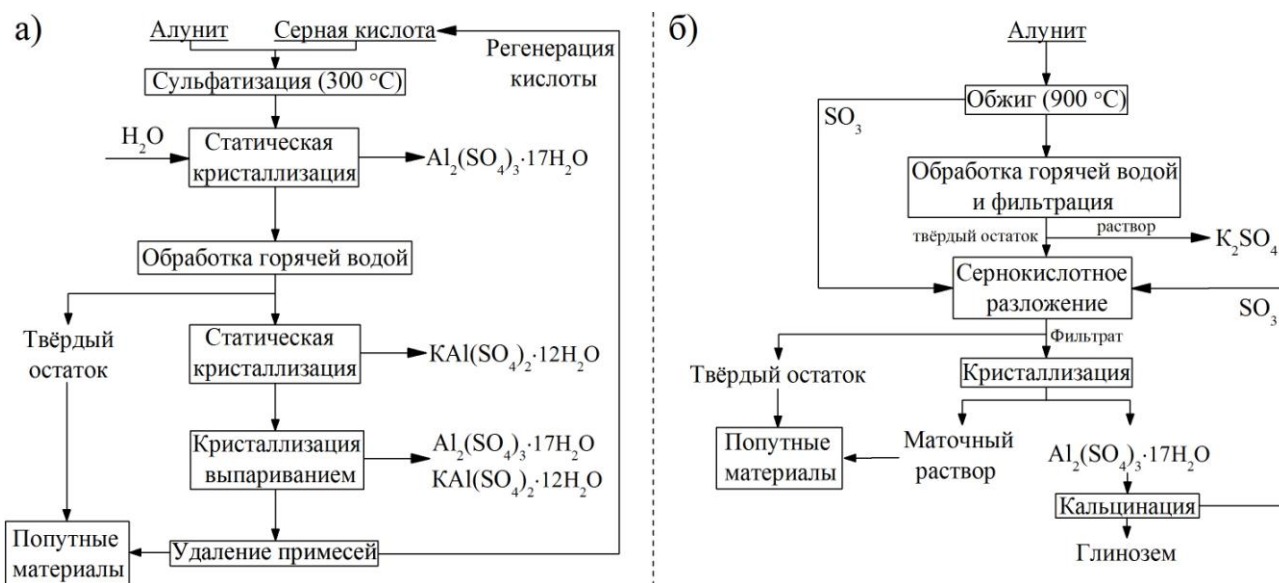 а)
Алунит
Серная кислота
Регенерация
кислоты
Сульфатизация (300 °C)
H₂O
Статическая
кристаллизация
Al₂(SO₄)₃·17H₂O
Обработка горячей водой
Твёрдый
остаток
Статическая
кристаллизация
KAl(SO₄)₂·12H₂O
Кристаллизация
выпариванием
Al₂(SO₄)₃·17H₂O
KAl(SO₄)₂·12H₂O
Попутные
материалы
Удаление примесей
б)
Алунит
Обжиг (900 °C)
SO₃
Обработка горячей водой
и фильтрация
твёрдый остаток
раствор
K₂SO₄
Сернокислотное
разложение
SO₃
Фильтрат
Твёрдый остаток
Кристаллизация
Попутные
материалы
Маточный
раствор
Al₂(SO₄)₃·17H₂O
Кальцинация
Глинозем